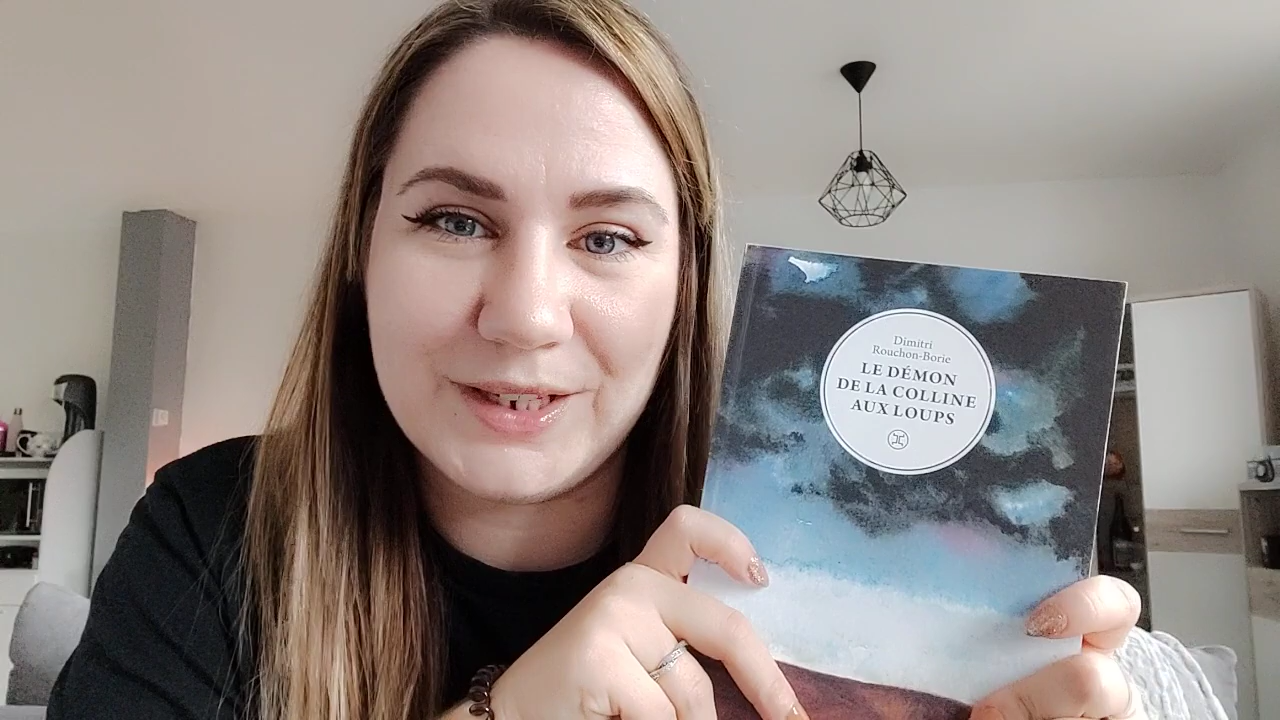 Dimitri
Rouchon-Borie
LE DÉMON
DE LA COLLINE
AUX LOUPS